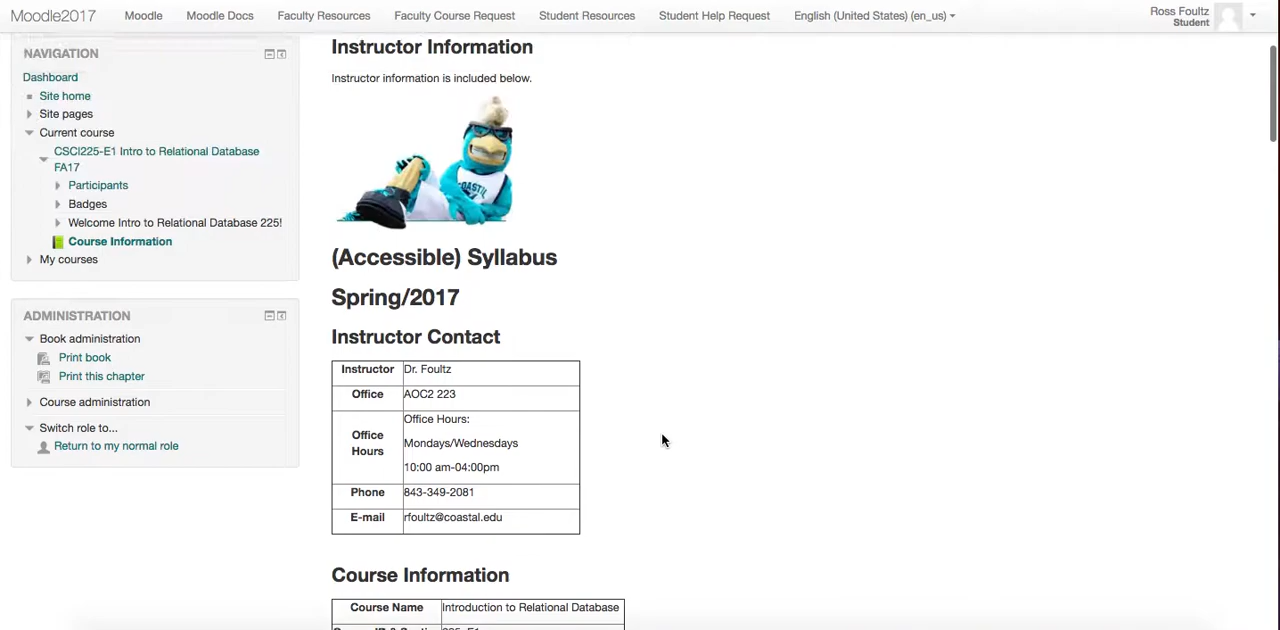 Moodle2017 Moodle Moodle Docs Faculty Resources Faculty Course Request Student Resources Student Help Request English (United States) (en_us) Ross Foultz
Student
NAVIGATION
Dashboard
Site home
Site pages
Current course
CSCI225-E1 Intro to Relational Database
FA17
Participants
Badges
Welcome Intro to Relational Database 225!
Course Information
My courses
ADMINISTRATION
Book administration
Print book
Print this chapter
Course administration
Switch role to...
Return to my normal role
Instructor Information
Instructor information is included below.
COASTAL
(Accessible) Syllabus
Spring/2017
Instructor Contact
Instructor Dr. Foultz
Office AOC2 223
Office Hours Office Hours:
Mondays/Wednesdays
10:00 am-04:00pm
Phone 843-349-2081
E-mail rfoultz@coastal.edu
Course Information
Course Name Introduction to Relational Database